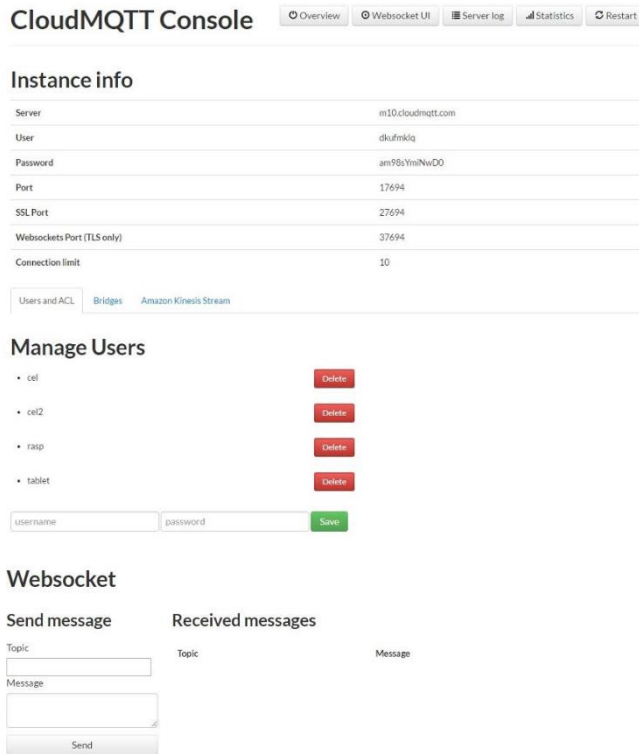 CloudMQTT Console
Overview Websocket UI Server log Statistics Restart
Instance info
Server m10.cloudmqtt.com
User dkufmklq
Password am98sYmiNwD0
Port 17694
SSL Port 27694
Websockets Port (TLS only) 37694
Connection limit 10
Users and ACL Bridges Amazon Kinesis Stream
Manage Users
• cel Delete
• cel2 Delete
• rasp Delete
• tablet Delete
username password Save
Websocket
Send message Received messages
Topic Topic Message
Message
Send